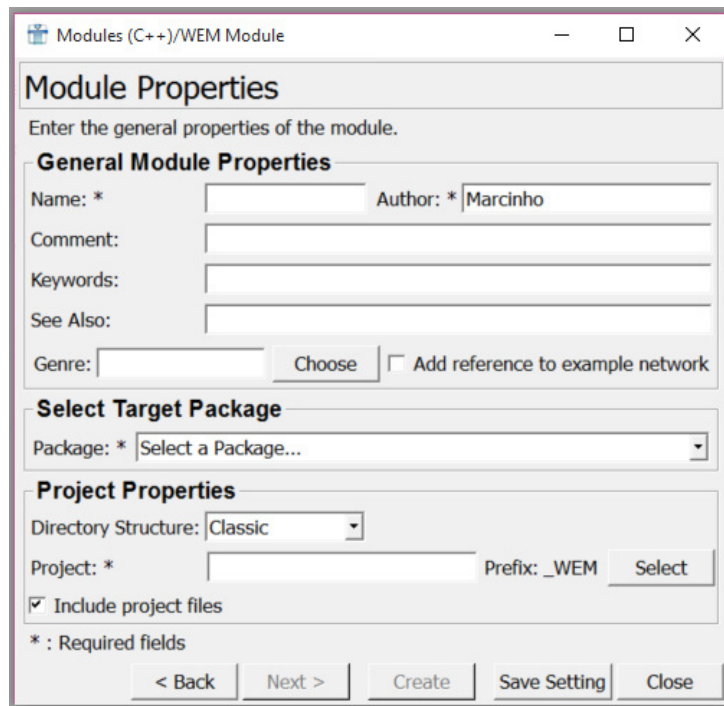 Modules (C++)/WEM Module
Module Properties
Enter the general properties of the module.
General Module Properties
Name: * Author: * Marcinho
Comment:
Keywords:
See Also:
Genre: Choose Add reference to example network
Select Target Package
Package: * Select a Package...
Project Properties
Directory Structure: Classic
Project: * Prefix: _WEM Select
Include project files
* : Required fields
< Back Next > Create Save Setting Close